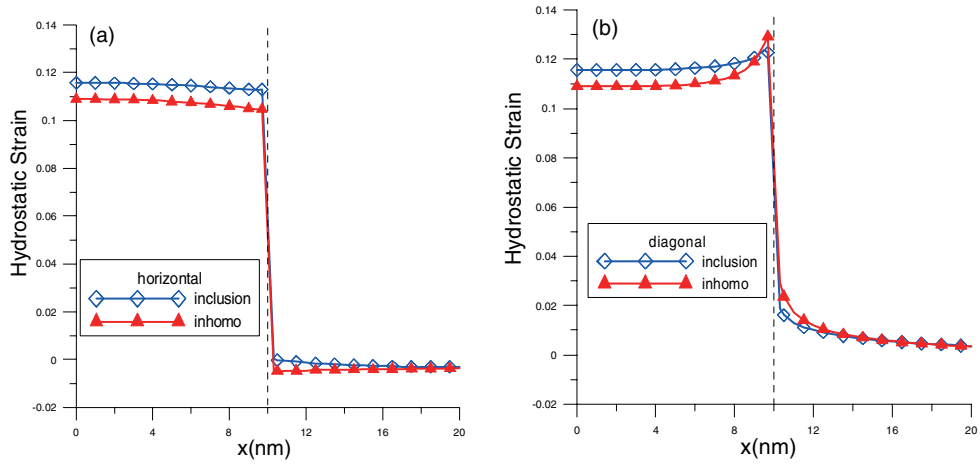 (a)
0.14
0.12
0.1
0.08
0.06
0.04
0.02
0
-0.02
Hydrostatic Strain
horizontal
inclusion
inhomo
0 4 8 12 16 20
x(nm)
(b)
0.14
0.12
0.1
0.08
0.06
0.04
0.02
0
-0.02
Hydrostatic Strain
diagonal
inclusion
inhomo
0 4 8 12 16 20
x(nm)